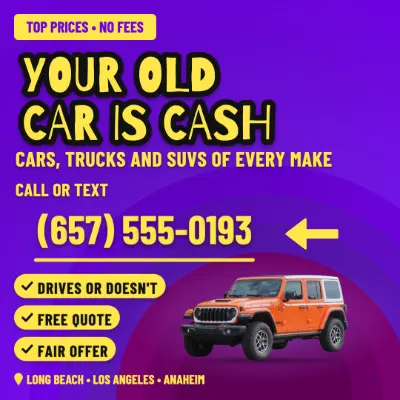 TOP PRICES • NO FEES
YOUR OLD
CAR IS CASH
CARS, TRUCKS AND SUVS OF EVERY MAKE
CALL OR TEXT
(657) 555-0193
DRIVES OR DOESN'T
FREE QUOTE
FAIR OFFER
LONG BEACH • LOS ANGELES • ANAHEIM